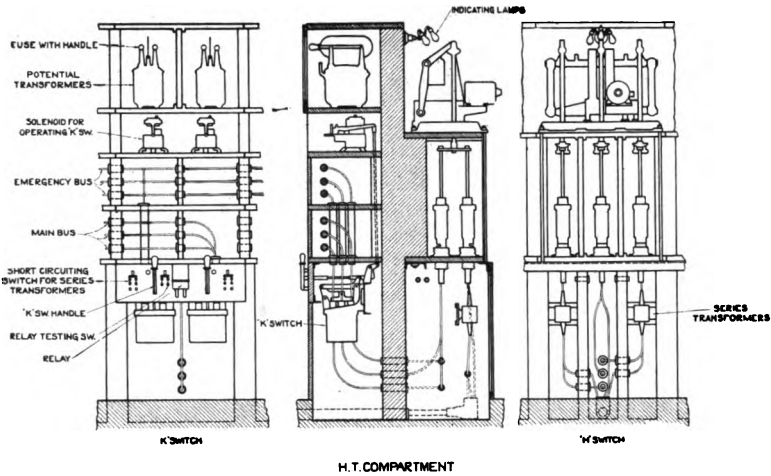 INDICATING LAMPS
FUSE WITH HANDLE
POTENTIAL
TRANSFORMERS
SOLENOID FOR
OPERATING "K" SW.
EMERGENCY BUS
MAIN BUS
SHORT CIRCUITING
SWITCH FOR SERIES
TRANSFORMERS
"K" SW. HANDLE
RELAY TESTING SW.
RELAY
"K" SWITCH
SERIES
TRANSFORMERS
"K" SWITCH
"H" SWITCH
H.T. COMPARTMENT